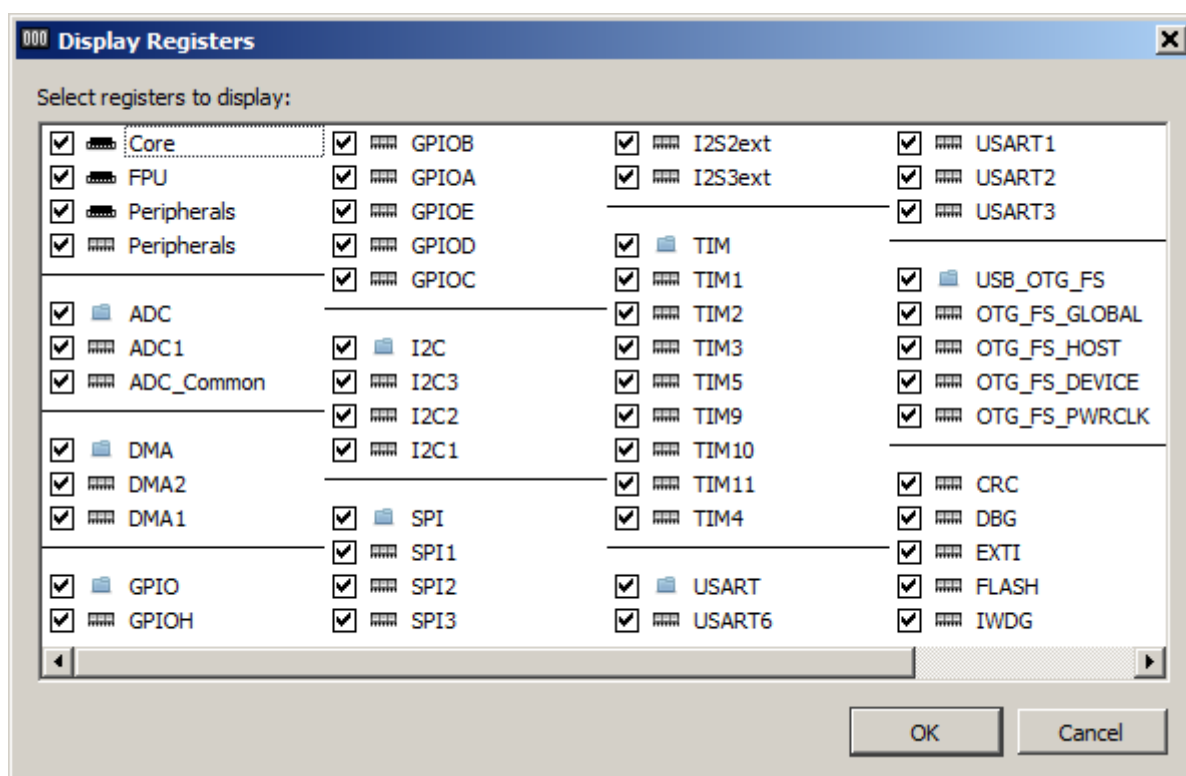 Display Registers
Select registers to display:
Core
FPU
Peripherals
Peripherals
ADC
ADC1
ADC_Common
DMA
DMA2
DMA1
GPIO
GPIOH
GPIOB
GPIOA
GPIOE
GPIOD
GPIOC
I2C
I2C3
I2C2
I2C1
SPI
SPI1
SPI2
SPI3
I2S2ext
I2S3ext
TIM
TIM1
TIM2
TIM3
TIM5
TIM9
TIM10
TIM11
TIM4
USART
USART6
USART1
USART2
USART3
USB_OTG_FS
OTG_FS_GLOBAL
OTG_FS_HOST
OTG_FS_DEVICE
OTG_FS_PWRCLK
CRC
DBG
EXTI
FLASH
IWDG
OK
Cancel